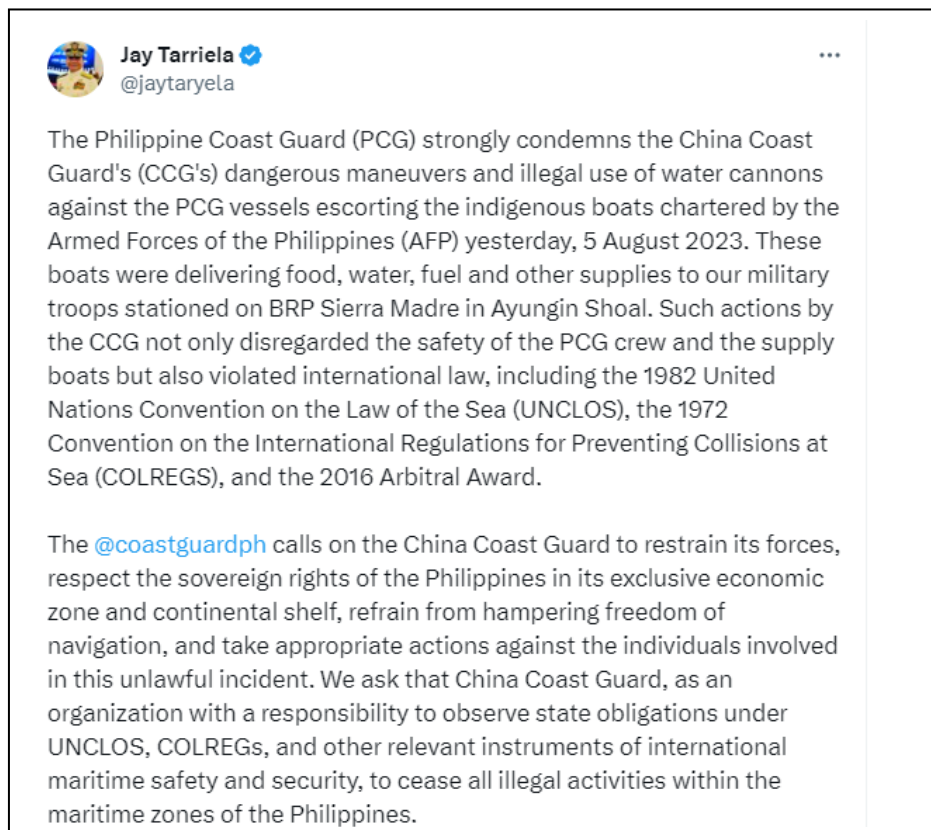 Jay Tarriela
@jaytaryela
The Philippine Coast Guard (PCG) strongly condemns the China Coast
Guard's (CCG's) dangerous maneuvers and illegal use of water cannons
against the PCG vessels escorting the indigenous boats chartered by the
Armed Forces of the Philippines (AFP) yesterday, 5 August 2023. These
boats were delivering food, water, fuel and other supplies to our military
troops stationed on BRP Sierra Madre in Ayungin Shoal. Such actions by
the CCG not only disregarded the safety of the PCG crew and the supply
boats but also violated international law, including the 1982 United
Nations Convention on the Law of the Sea (UNCLOS), the 1972
Convention on the International Regulations for Preventing Collisions at
Sea (COLREGS), and the 2016 Arbitral Award.
The @coastguardph calls on the China Coast Guard to restrain its forces,
respect the sovereign rights of the Philippines in its exclusive economic
zone and continental shelf, refrain from hampering freedom of
navigation, and take appropriate actions against the individuals involved
in this unlawful incident. We ask that China Coast Guard, as an
organization with a responsibility to observe state obligations under
UNCLOS, COLREGs, and other relevant instruments of international
maritime safety and security, to cease all illegal activities within the
maritime zones of the Philippines.